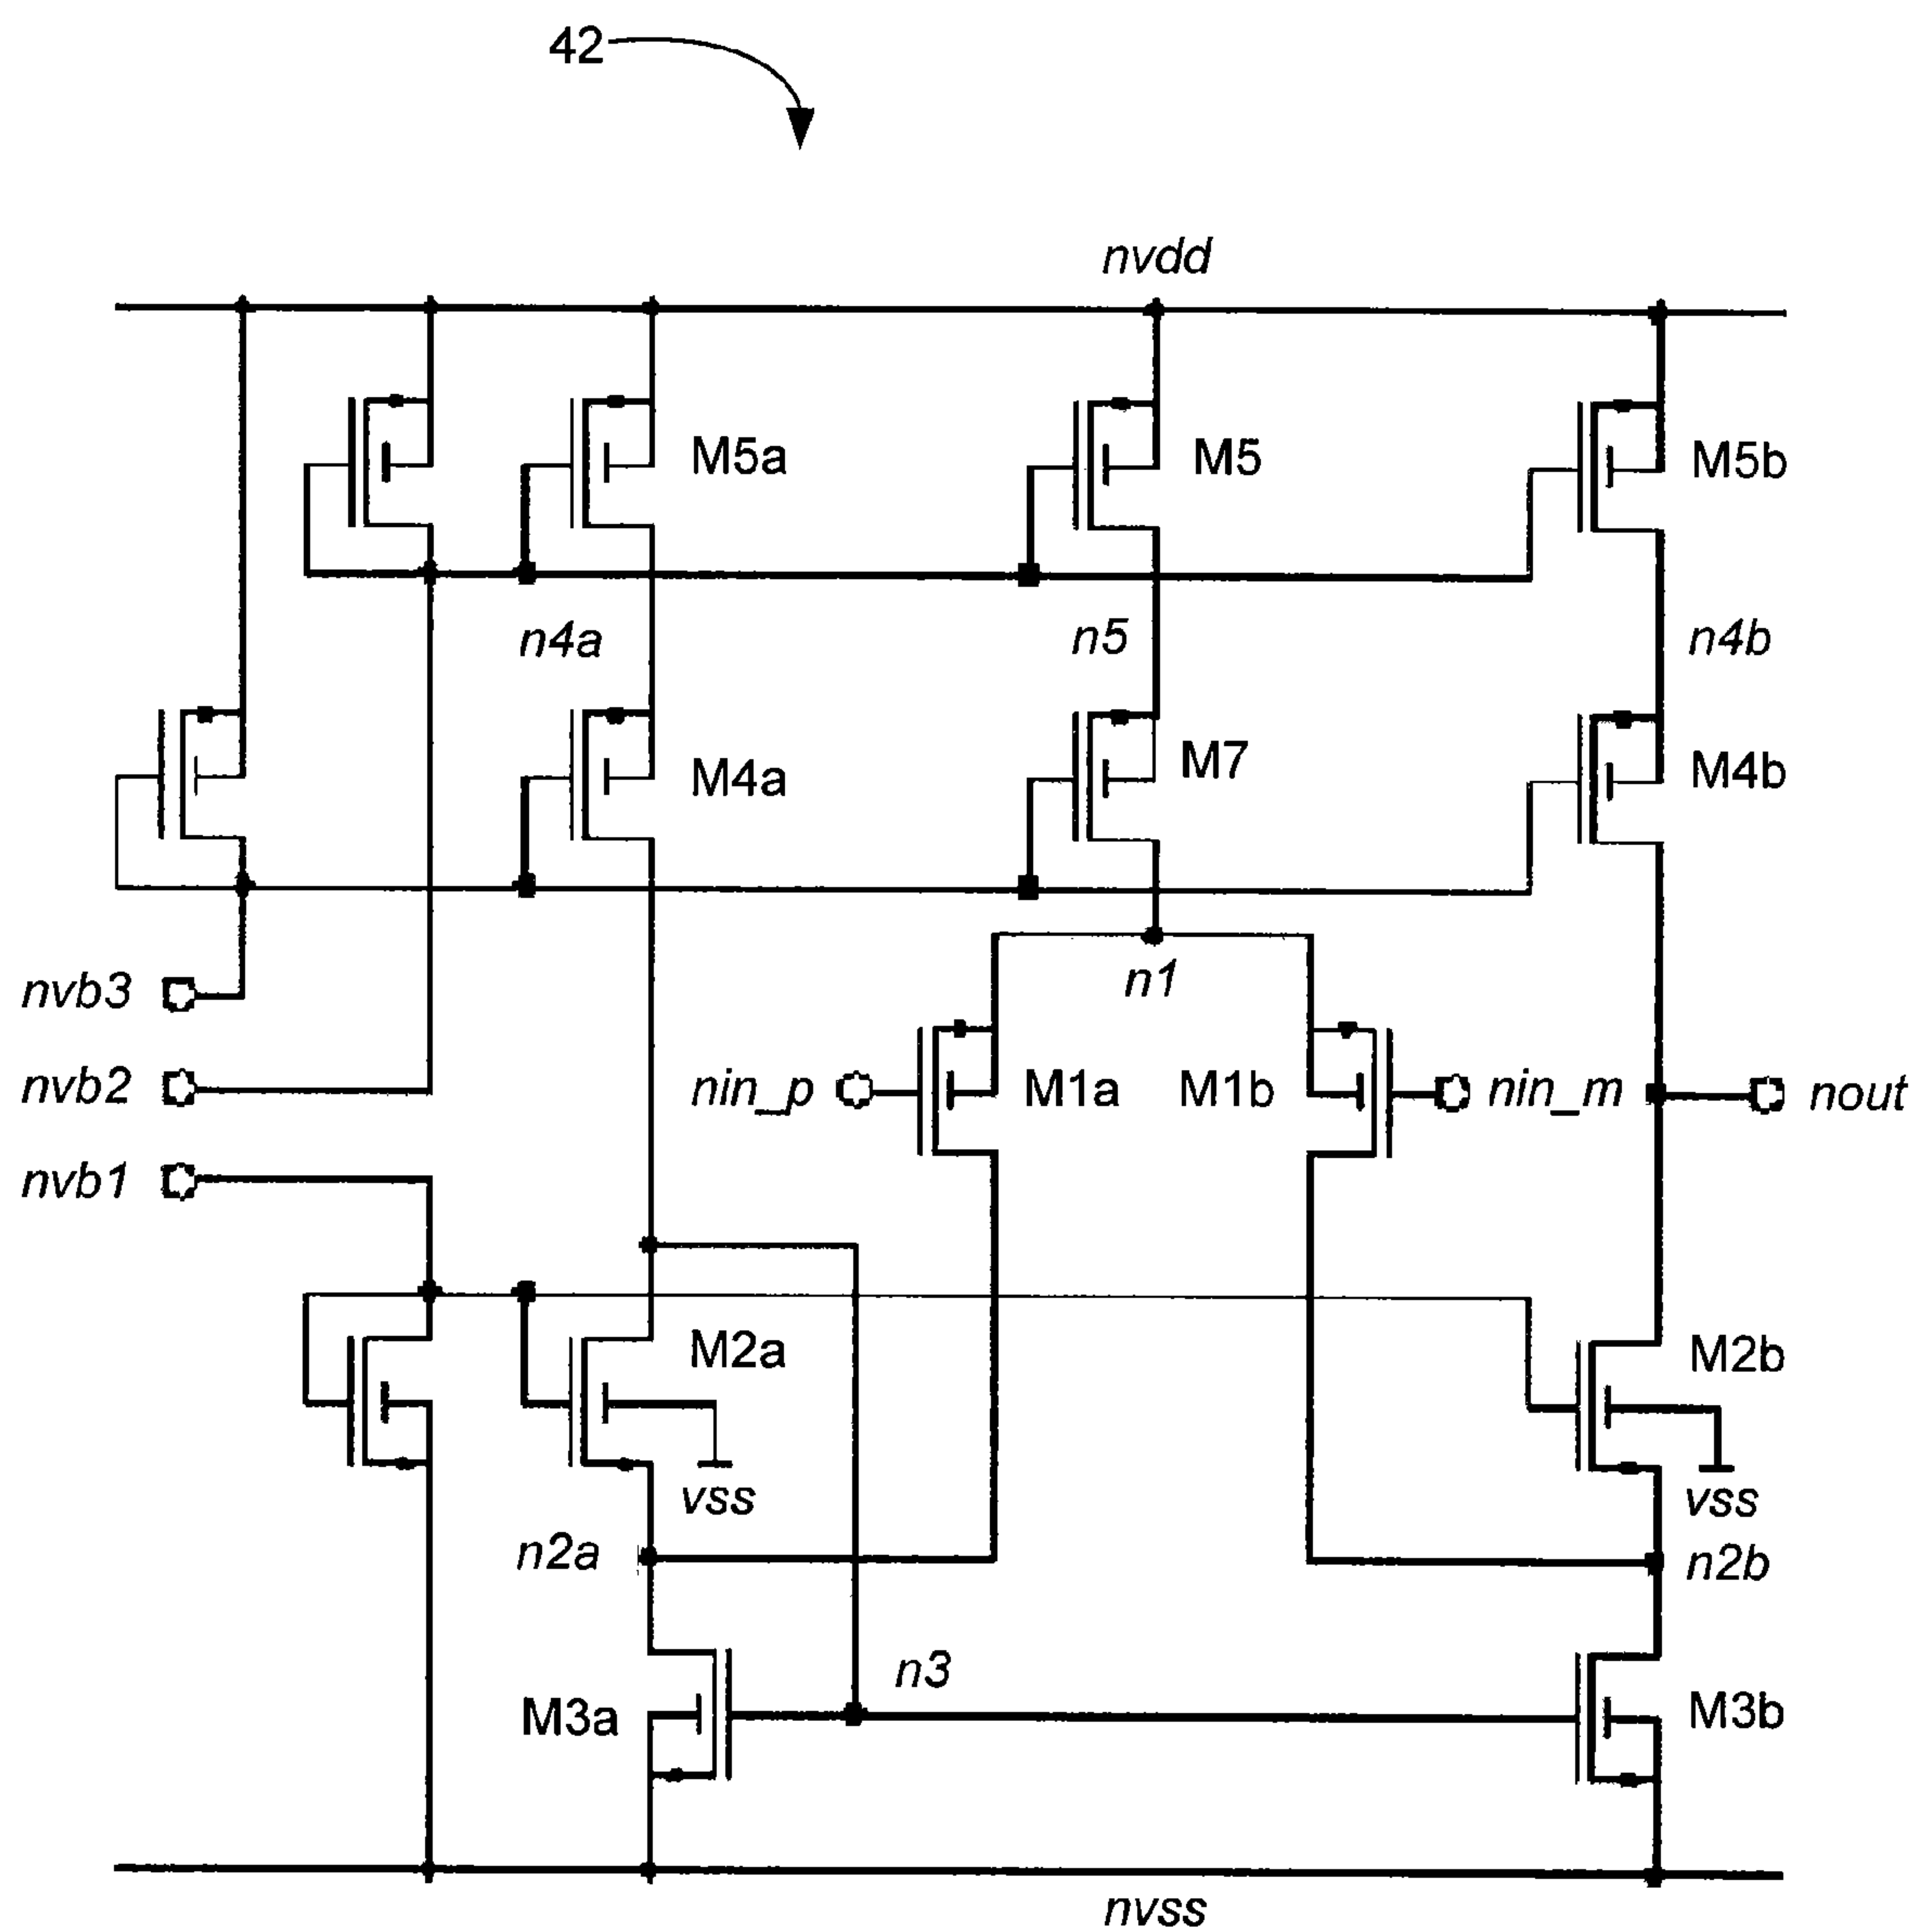 42
nvdd
M5a
M5
M5b
n4a
n5
n4b
M4a
M7
M4b
nvb3
n1
nvb2
nin_p
M1a
M1b
nin_m
nout
nvb1
M2a
M2b
vss
vss
n2a
n2b
n3
M3a
M3b
nvss